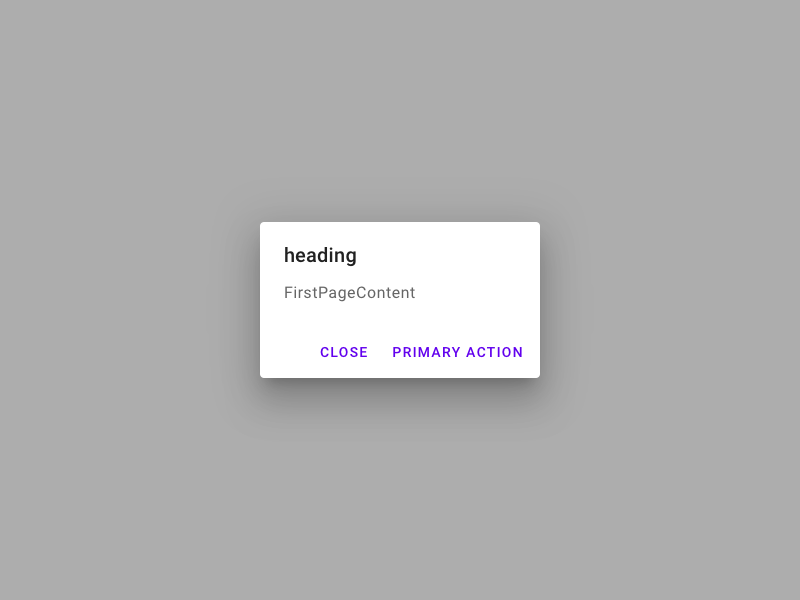 heading
FirstPageContent
CLOSE PRIMARY ACTION